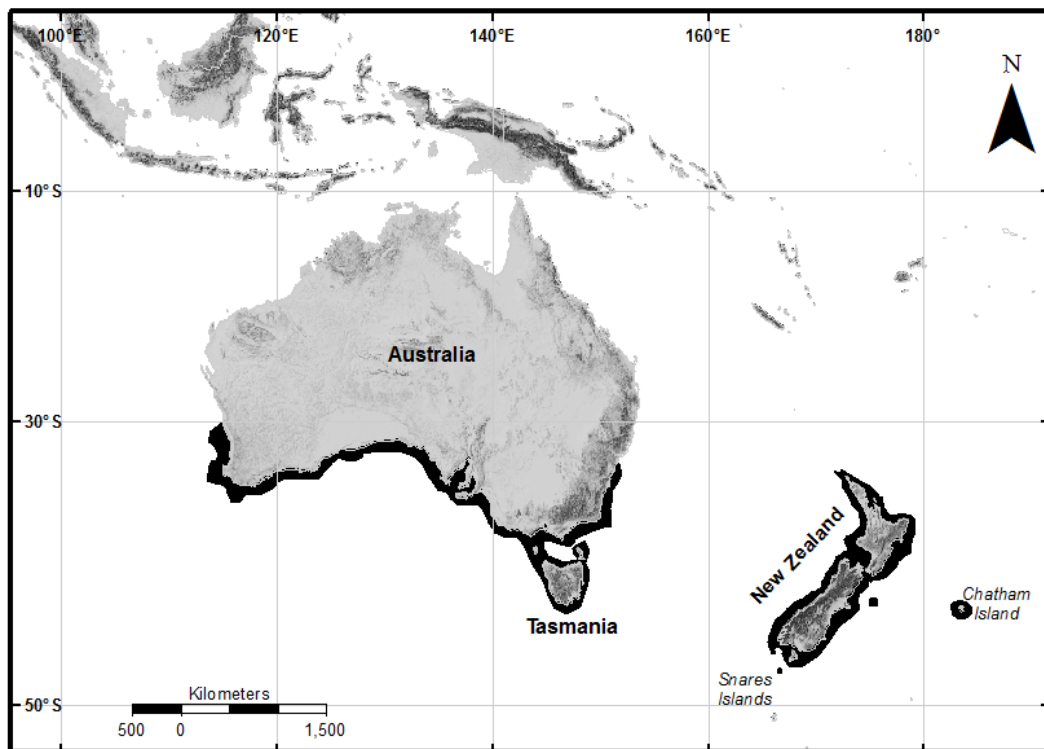 100°E 120°E 140°E 160°E 180°
N
10°S
Australia
30°S
New Zealand
Chatham
Island
Tasmania
Snares
Islands
Kilometers
50°S
500 0 1,500